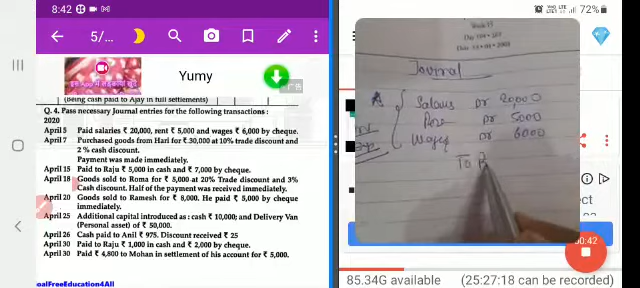 8:42
72%
5/...
Yumy
(being cash paid to Ajay in full settlements)
Q. 4. Pass necessary Journal entries for the following transactions :
2020
April 5 Paid salaries ₹ 20,000, rent ₹ 5,000 and wages ₹ 6,000 by cheque.
April 7 Purchased goods from Hari for ₹ 30,000 at 10% trade discount and
2% cash discount.
Payment was made immediately.
April 15 Paid to Raju ₹ 5,000 in cash and ₹ 7,000 by cheque.
April 18 Goods sold to Roma for ₹ 5,000 at 20% Trade discount and 3%
Cash discount. Half of the payment was received immediately.
April 20 Goods sold to Ramesh for ₹ 8,000. He paid ₹ 5,000 by cheque
immediately.
April 25 Additional capital introduced as : cash ₹ 10,000; and Delivery Van
(Personal asset) of ₹ 50,000.
April 26 Cash paid to Anil ₹ 975. Discount received ₹ 25
April 30 Paid to Raju ₹ 1,000 in cash and ₹ 2,000 by cheque.
April 30 Paid ₹ 4,800 to Mohan in settlement of his account for ₹ 5,000.
oalFreeEducation4All
Journal
Dr 20,000
Dr 5000
Wages Dr 6000
To B
00:42
85.34G available (25:27:18 can be recorded)